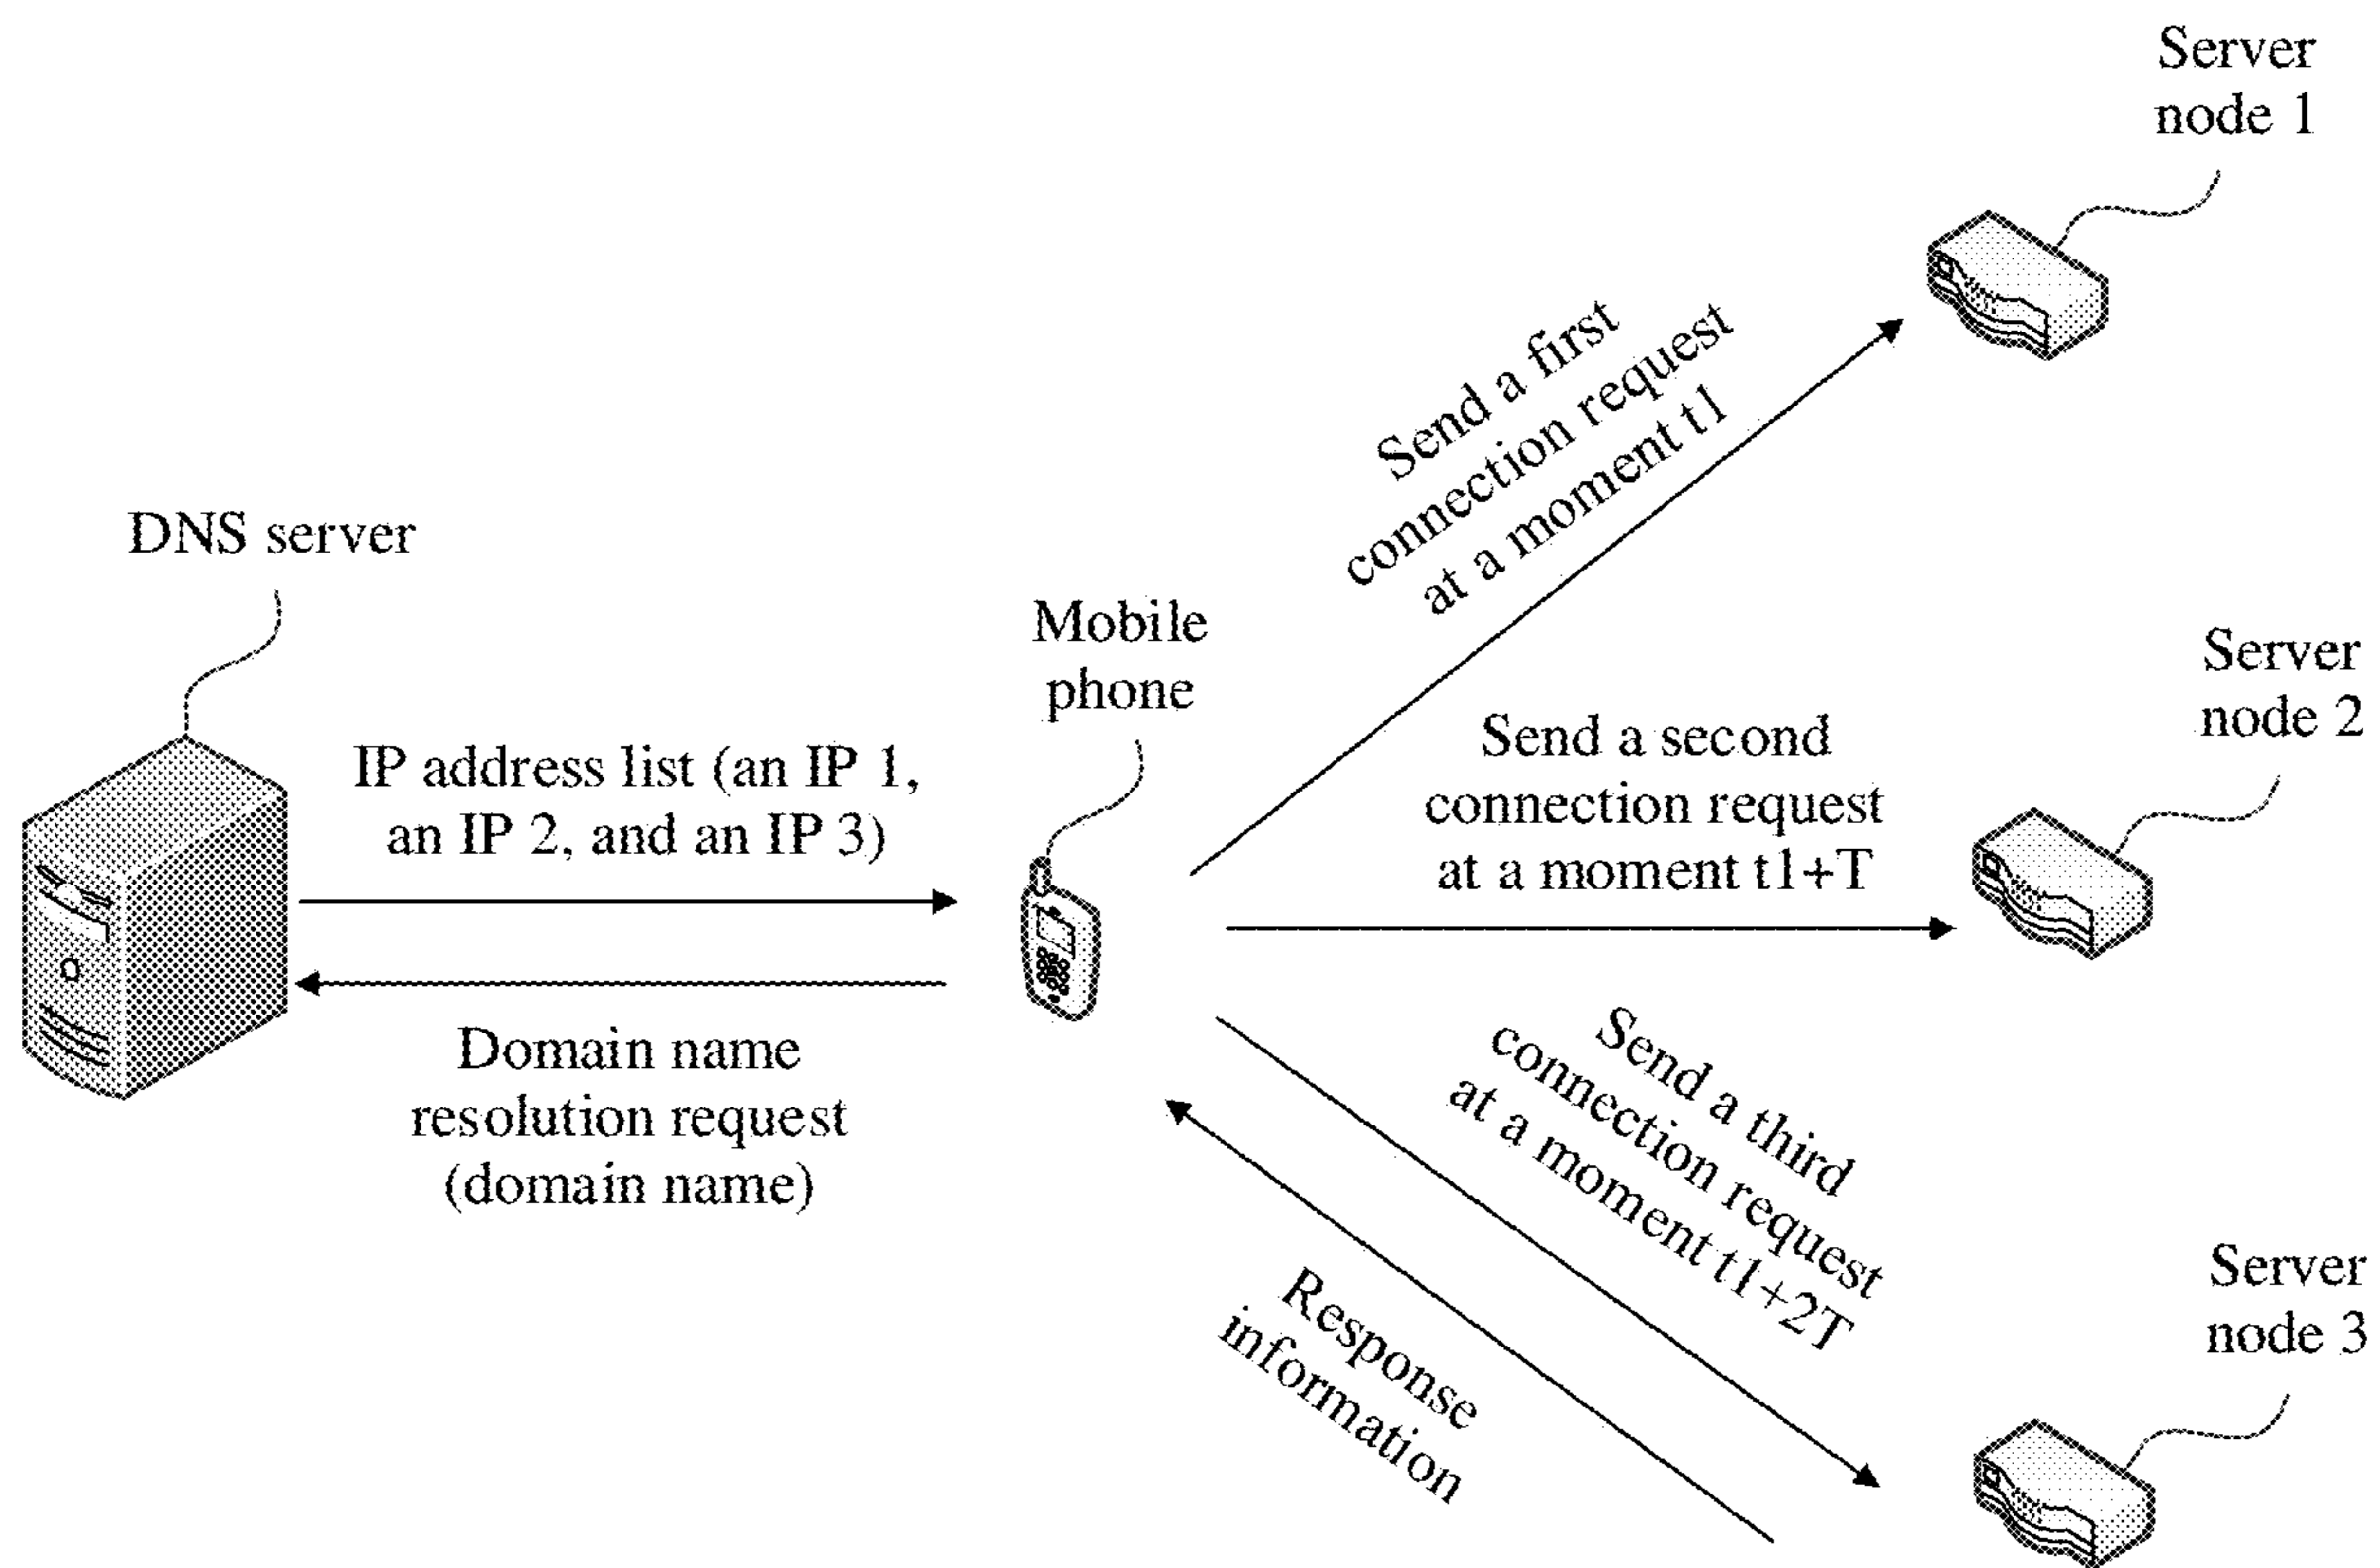 Server
node 1
Send a first
connection request
at a moment t1
DNS server
Mobile
phone
Server
node 2
Send a second
connection request
at a moment t1+T
IP address list (an IP 1,
an IP 2, and an IP 3)
Domain name
resolution request
(domain name)
Send a third
connection request
at a moment t1+2T
Response
information
Server
node 3